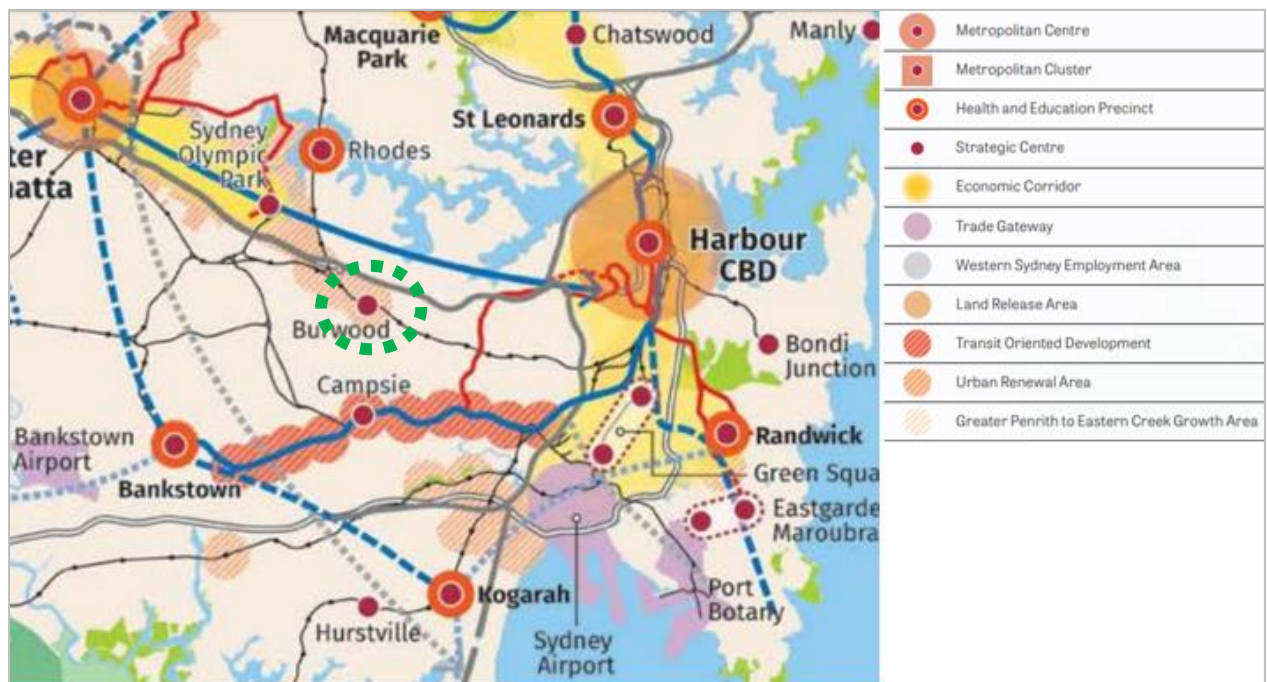 Macquarie
Park
Chatswood
Manly
St Leonards
Sydney
Olympic
Park
Rhodes
ter
atta
Harbour
CBD
Burwood
Bondi
Junction
Campsie
Bankstown
Airport
Bankstown
Randwick
Green Squa
Eastgarde
Maroubra
Kogarah
Port
Botany
Hurstville
Sydney
Airport
Metropolitan Centre
Metropolitan Cluster
Health and Education Precinct
Strategic Centre
Economic Corridor
Trade Gateway
Western Sydney Employment Area
Land Release Area
Transit Oriented Development
Urban Renewal Area
Greater Penrith to Eastern Creek Growth Area